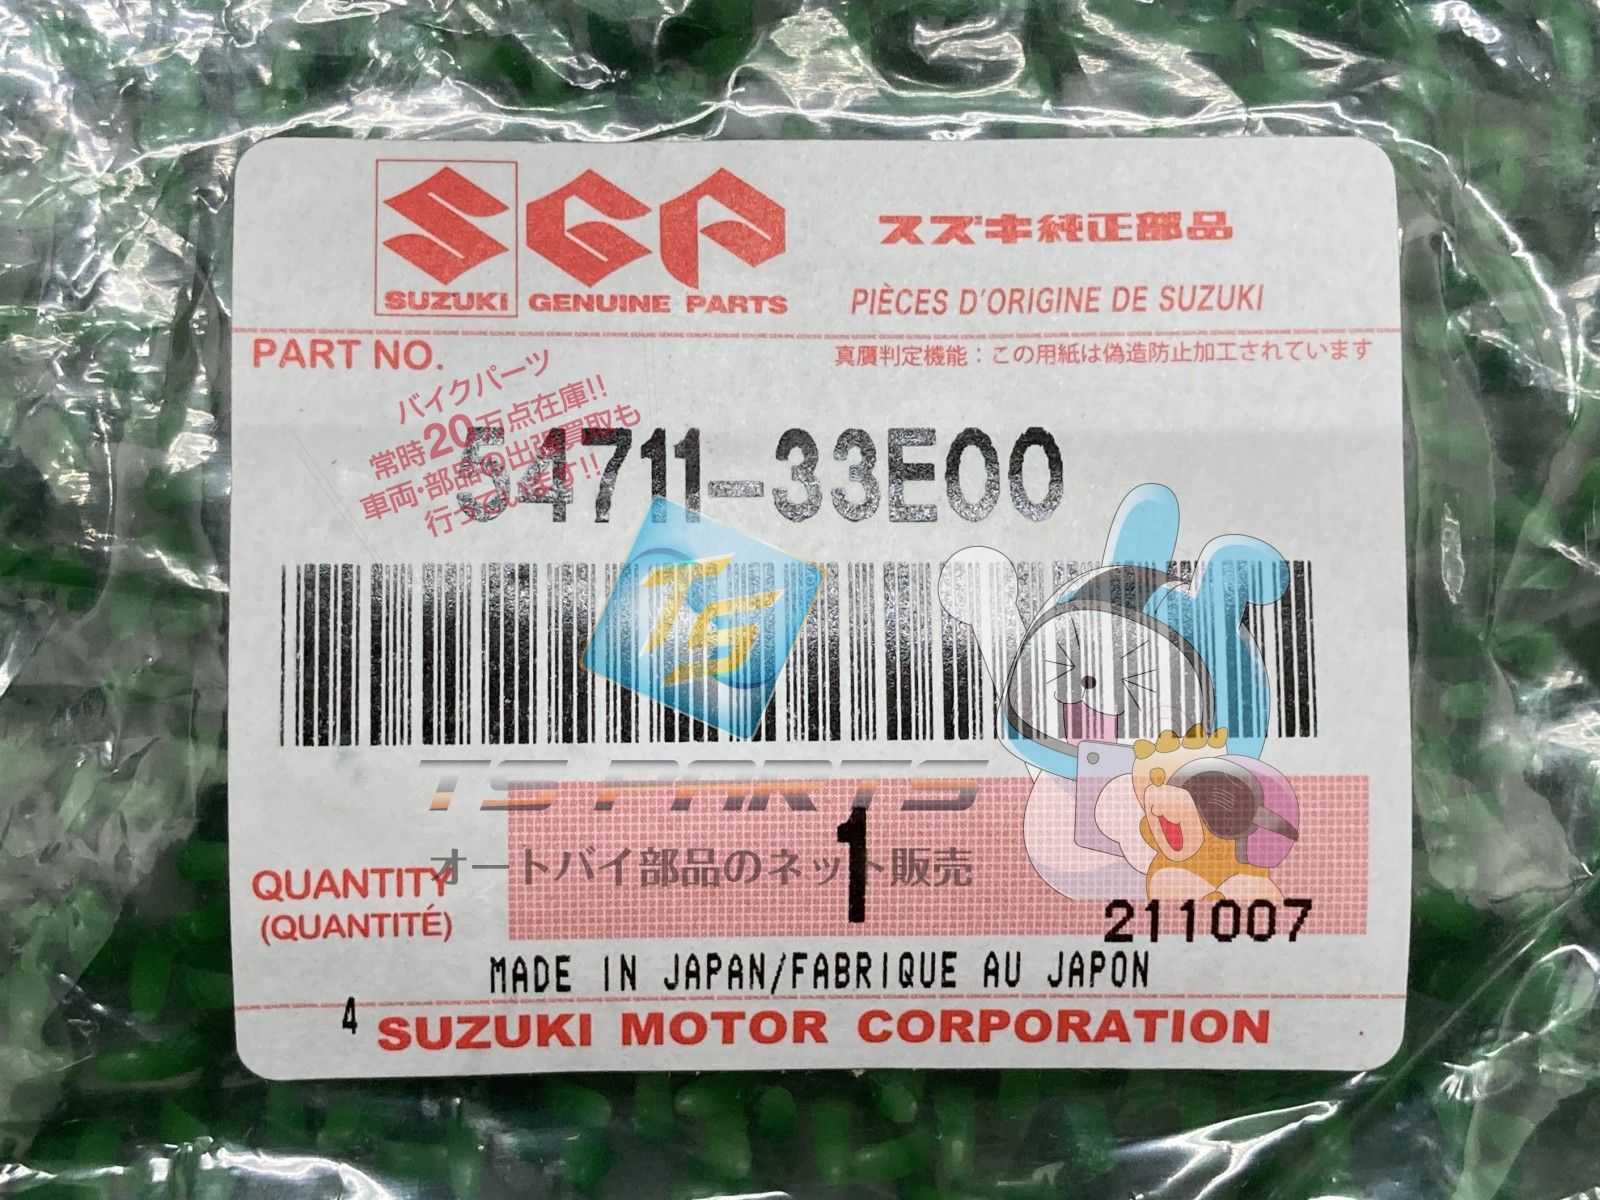 SUZUKI GENUINE PARTS
スズキ純正部品
PIÈCES D'ORIGINE DE SUZUKI
PART NO.
真贋判定機能：この用紙は偽造防止加工されています
バイクパーツ
常時20万点在庫!!
車両・部品の出張買取も
行っています!!
54711-33E00
TS
TS PARTS
オートバイ部品のネット販売
QUANTITY
(QUANTITÉ)
1
211007
MADE IN JAPAN/FABRIQUE AU JAPON
4
SUZUKI MOTOR CORPORATION